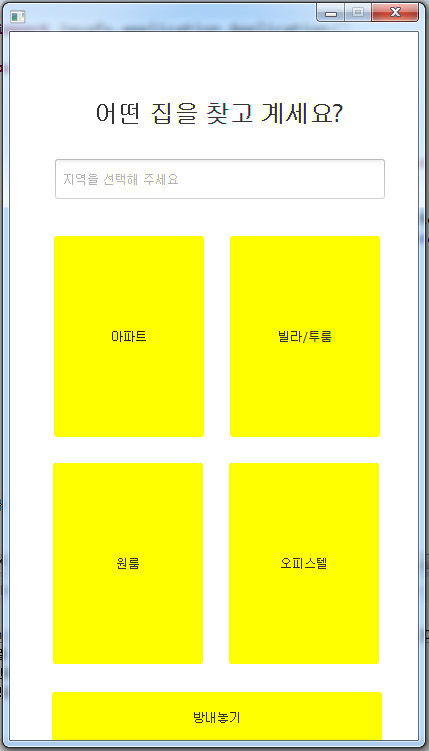 어떤 집을 찾고 계세요?
지역을 선택해 주세요
아파트
빌라/투룸
원룸
오피스텔
방내놓기